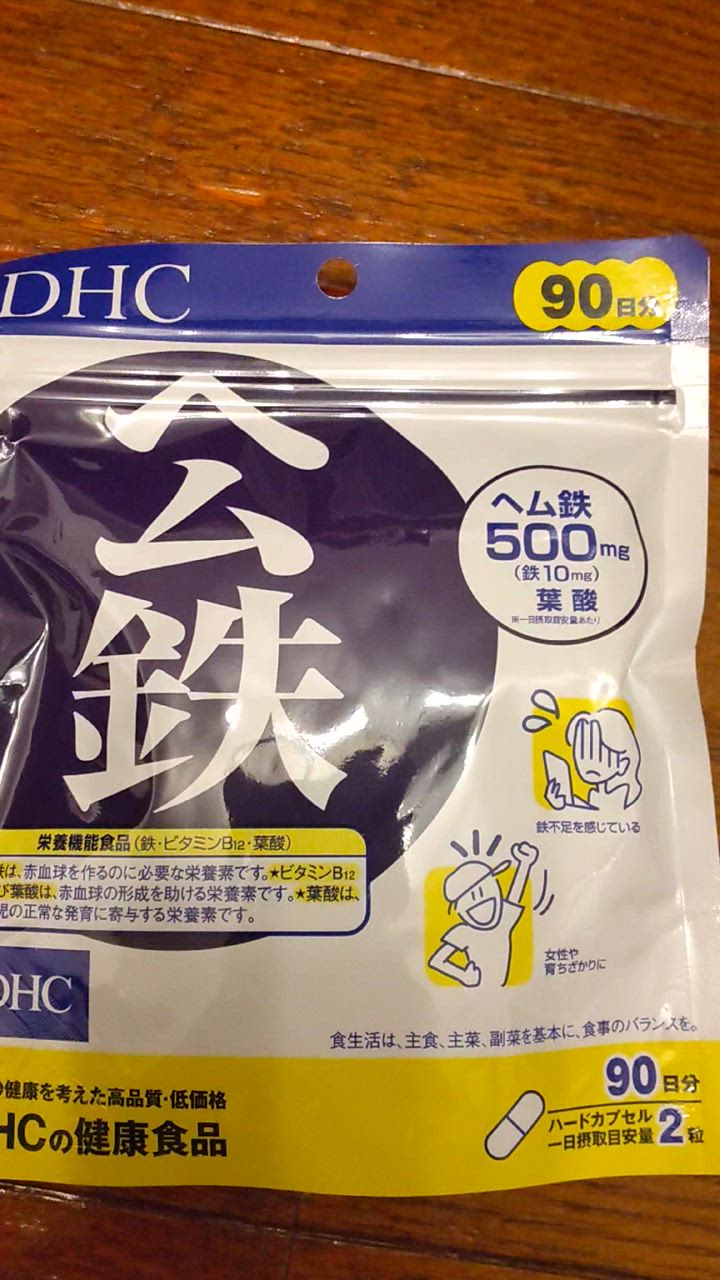 DHC
90日分
ヘム鉄
ヘム鉄
500mg
(鉄10mg)
葉酸
※一日摂取目安量あたり
鉄不足を感じている
栄養機能食品(鉄・ビタミンB12・葉酸)
は、赤血球を作るのに必要な栄養素です。★ビタミンB12
葉酸は、赤血球の形成を助ける栄養素です。★葉酸は、
の正常な発育に寄与する栄養素です。
女性や
育ちざかりに
DHC
食生活は、主食、主菜、副菜を基本に、食事のバランスを。
健康を考えた高品質・低価格
HCの健康食品
90日分
ハードカプセル
一日摂取目安量 2粒